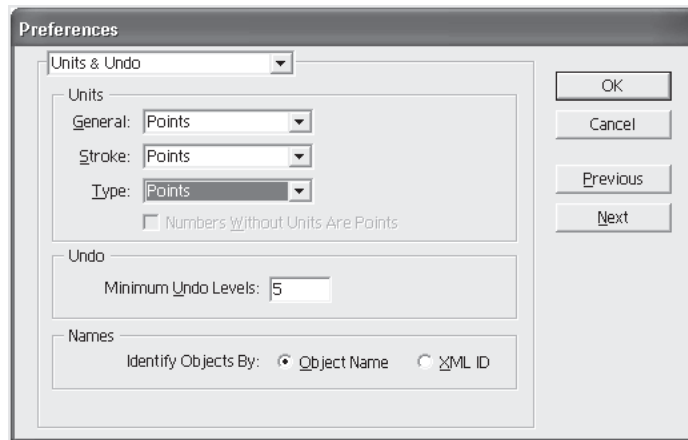 Preferences
Units & Undo
OK
Units
General: Points
Cancel
Stroke: Points
Type: Points
Previous
Numbers Without Units Are Points
Next
Undo
Minimum Undo Levels: 5
Names
Identify Objects By: Object Name XML ID